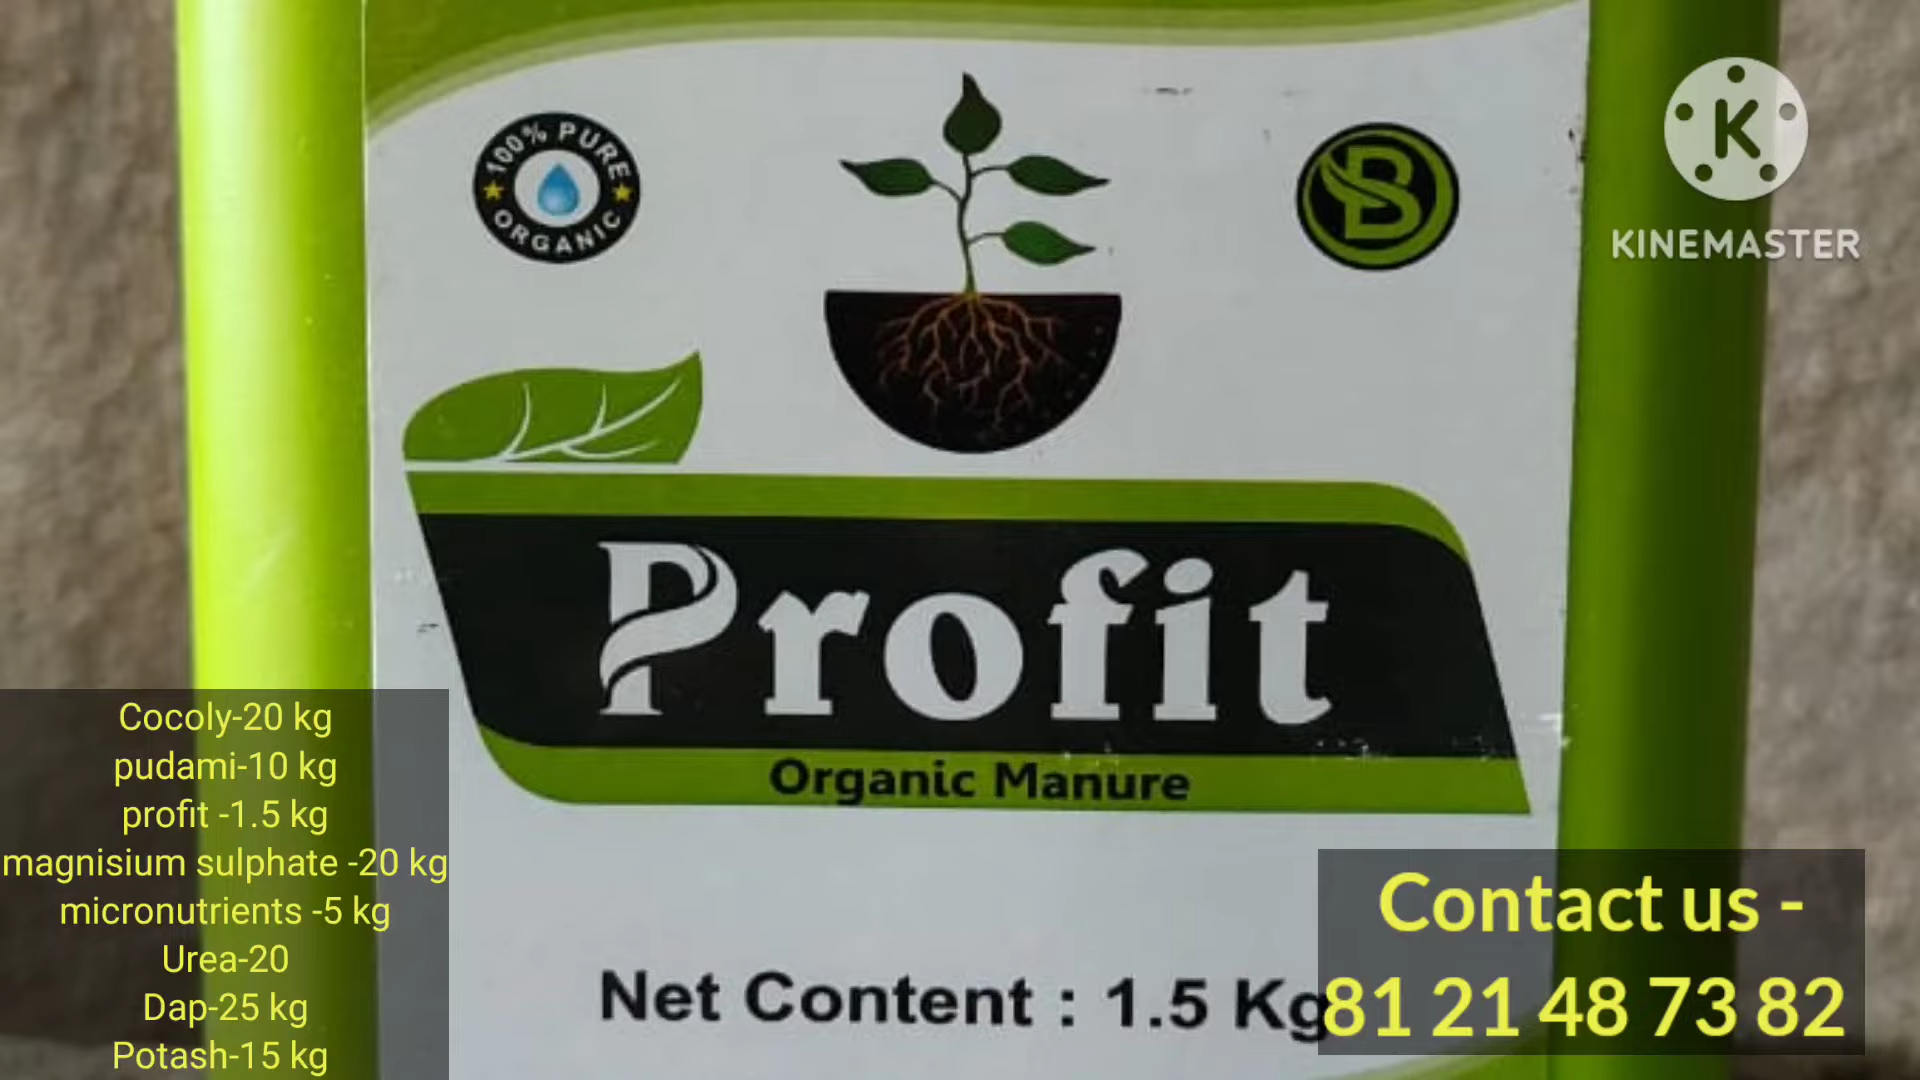 100% PURE
ORGANIC
B
K
KINEMASTER
Profit
Organic Manure
Net Content : 1.5 Kg
Cocoly-20 kg
pudami-10 kg
profit -1.5 kg
magnisium sulphate -20 kg
micronutrients -5 kg
Urea-20
Dap-25 kg
Potash-15 kg
Contact us -
81 21 48 73 82